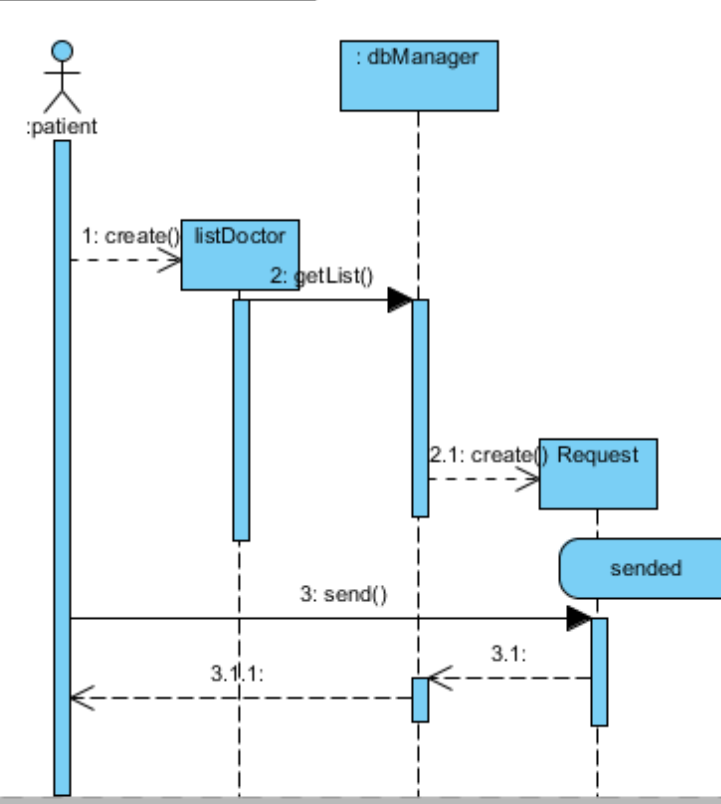 : dbManager
:patient
1: create()
listDoctor
2: getList()
2.1: create()
Request
sended
3: send()
3.1:
3.1.1: